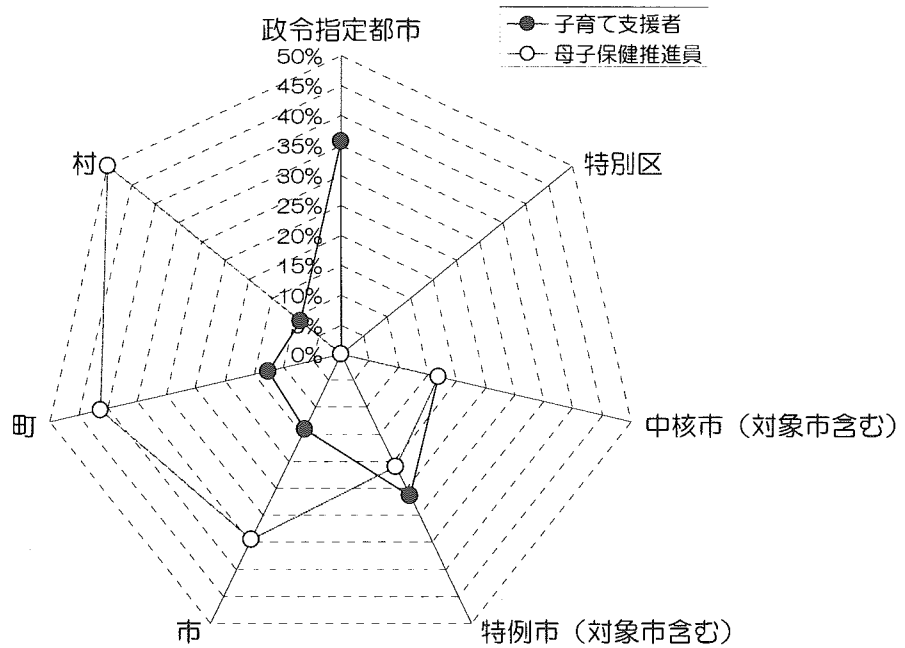 子育て支援者
母子保健推進員
政令指定都市
50%
45%
40%
35%
30%
25%
20%
15%
10%
5%
0%
特別区
中核市（対象市含む）
特例市（対象市含む）
市
町
村